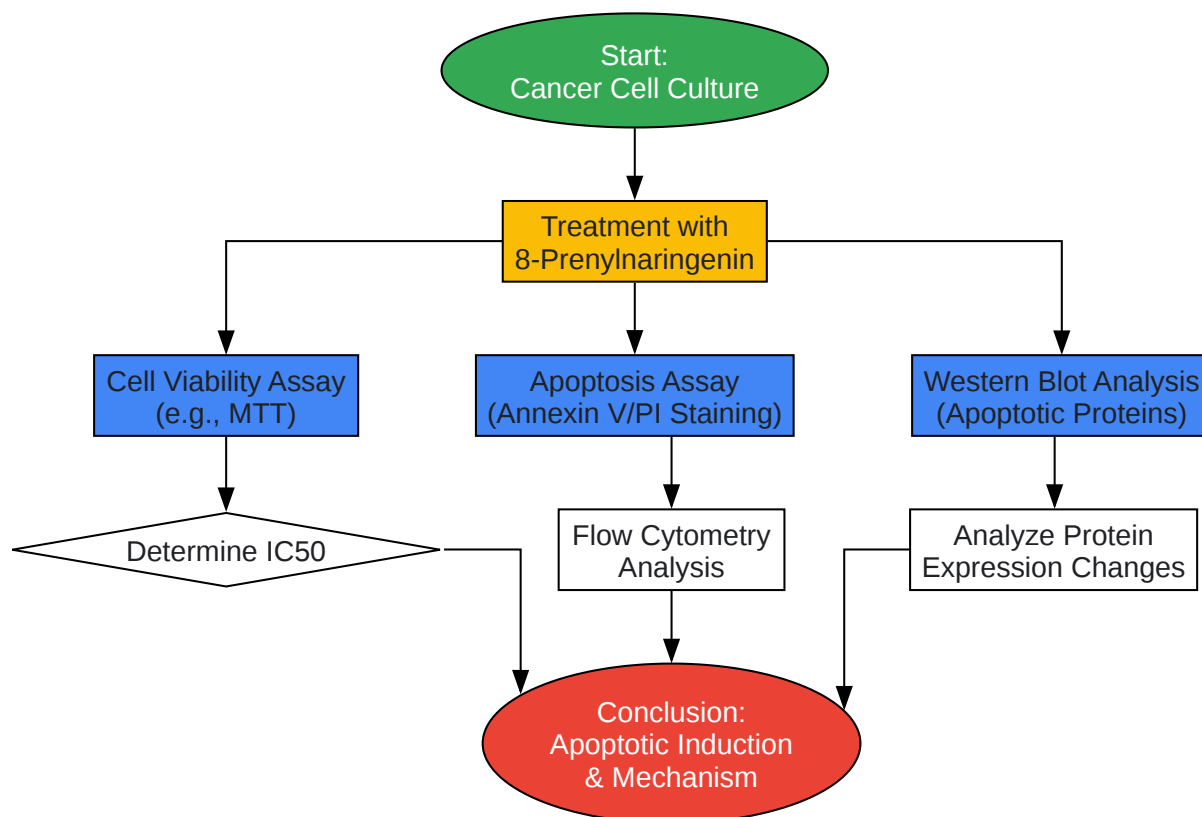 Start:
Cancer Cell Culture
Treatment with
8-Prenylnaringenin
Cell Viability Assay
(e.g., MTT)
Apoptosis Assay
(Annexin V/PI Staining)
Western Blot Analysis
(Apoptotic Proteins)
Determine IC50
Flow Cytometry
Analysis
Analyze Protein
Expression Changes
Conclusion:
Apoptotic Induction
& Mechanism